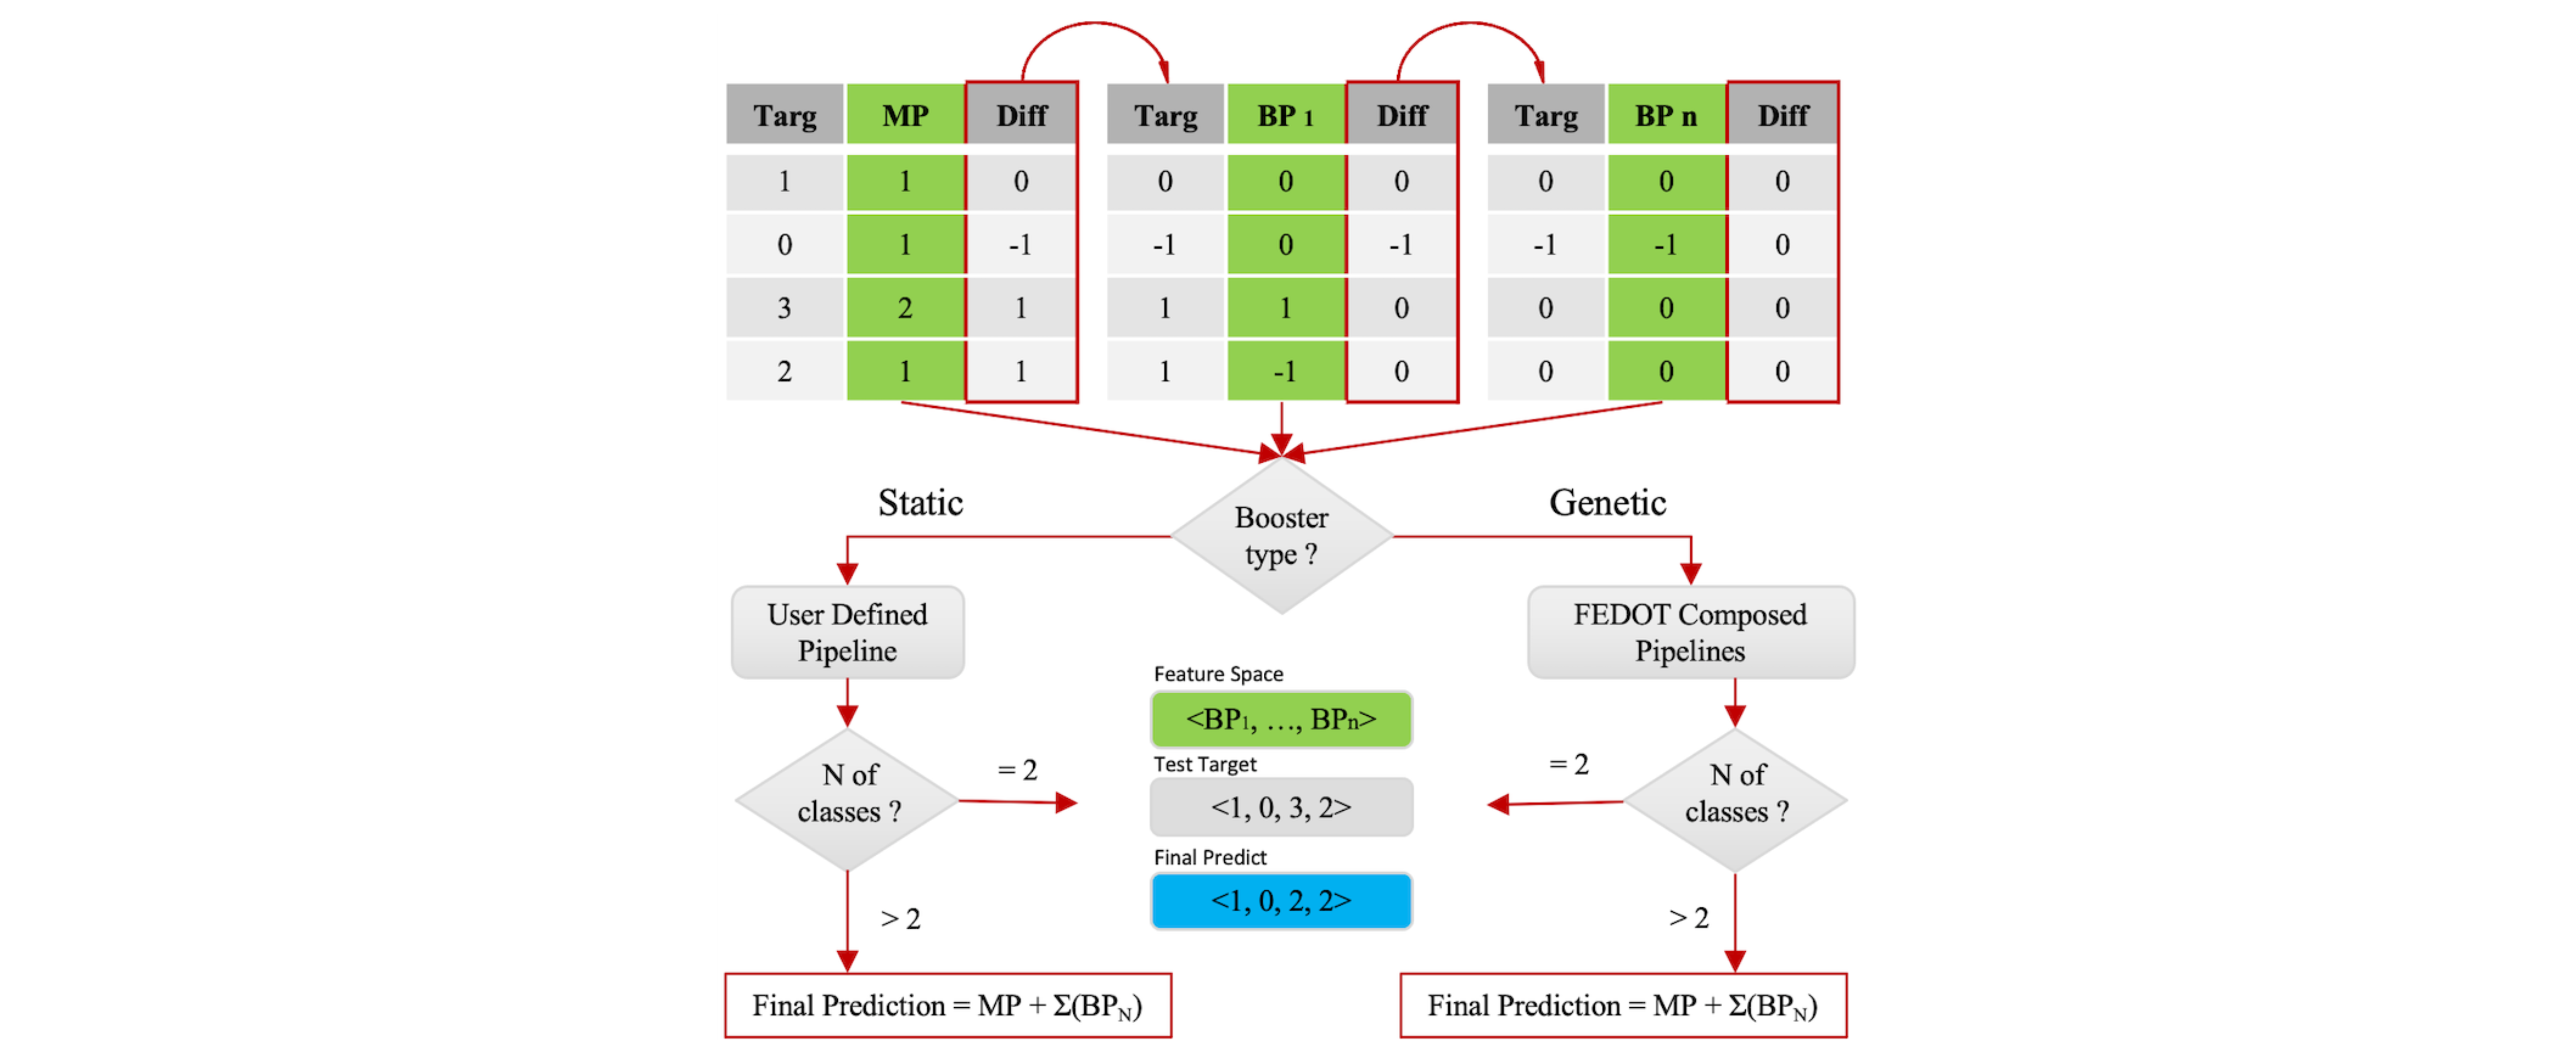 Targ MP Diff Targ BP 1 Diff Targ BP n Diff
1 1 0 0 0 0 0 0 0
0 1 -1 -1 0 -1 -1 -1 0
3 2 1 1 1 0 0 0 0
2 1 1 1 -1 0 0 0 0
Static
Genetic
Booster
type ?
User Defined
Pipeline
FEDOT Composed
Pipelines
Feature Space
<BP1, …, BPn>
Test Target
<1, 0, 3, 2>
Final Predict
<1, 0, 2, 2>
N of
classes ?
= 2
= 2
N of
classes ?
> 2
> 2
Final Prediction = MP + Σ(BPN)
Final Prediction = MP + Σ(BPN)